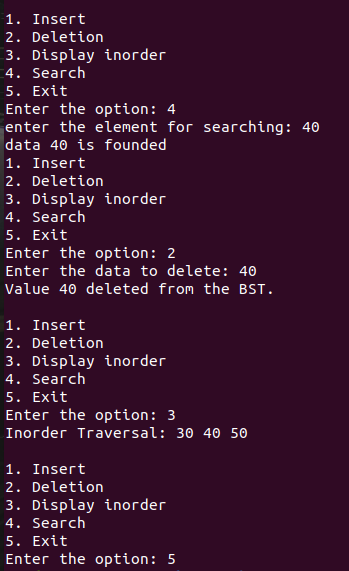 1. Insert
2. Deletion
3. Display inorder
4. Search
5. Exit
Enter the option: 4
enter the element for searching: 40
data 40 is founded
1. Insert
2. Deletion
3. Display inorder
4. Search
5. Exit
Enter the option: 2
Enter the data to delete: 40
Value 40 deleted from the BST.
1. Insert
2. Deletion
3. Display inorder
4. Search
5. Exit
Enter the option: 3
Inorder Traversal: 30 40 50
1. Insert
2. Deletion
3. Display inorder
4. Search
5. Exit
Enter the option: 5